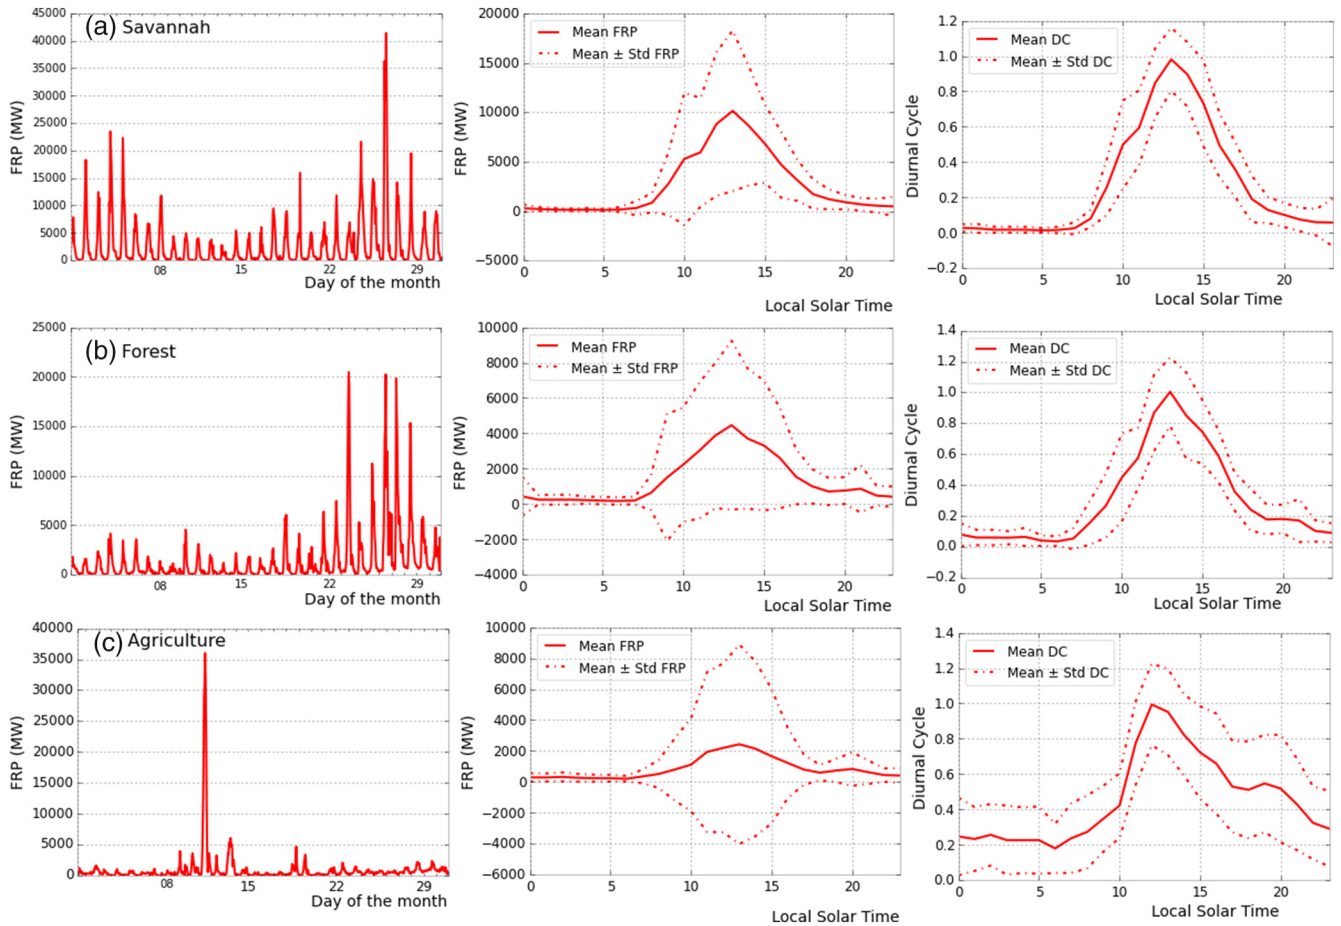 (a) Savannah
FRP (MW)
45000
40000
35000
30000
25000
20000
15000
10000
5000
0
08 15 22 29
Day of the month
FRP (MW)
20000
15000
10000
5000
0
−5000
Mean FRP
Mean ± Std FRP
0 5 10 15 20
Local Solar Time
Diurnal Cycle
1.2
1.0
0.8
0.6
0.4
0.2
0.0
−0.2
Mean DC
Mean ± Std DC
0 5 10 15 20
Local Solar Time
(b) Forest
FRP (MW)
25000
20000
15000
10000
5000
0
08 15 22 29
Day of the month
FRP (MW)
10000
8000
6000
4000
2000
0
−2000
−4000
Mean FRP
Mean ± Std FRP
0 5 10 15 20
Local Solar Time
Diurnal Cycle
1.4
1.2
1.0
0.8
0.6
0.4
0.2
0.0
−0.2
Mean DC
Mean ± Std DC
0 5 10 15 20
Local Solar Time
(c) Agriculture
FRP (MW)
40000
35000
30000
25000
20000
15000
10000
5000
0
08 15 22 29
Day of the month
FRP (MW)
10000
8000
6000
4000
2000
0
−2000
−4000
−6000
Mean FRP
Mean ± Std FRP
0 5 10 15 20
Local Solar Time
Diurnal Cycle
1.4
1.2
1.0
0.8
0.6
0.4
0.2
0.0
Mean DC
Mean ± Std DC
0 5 10 15 20
Local Solar Time